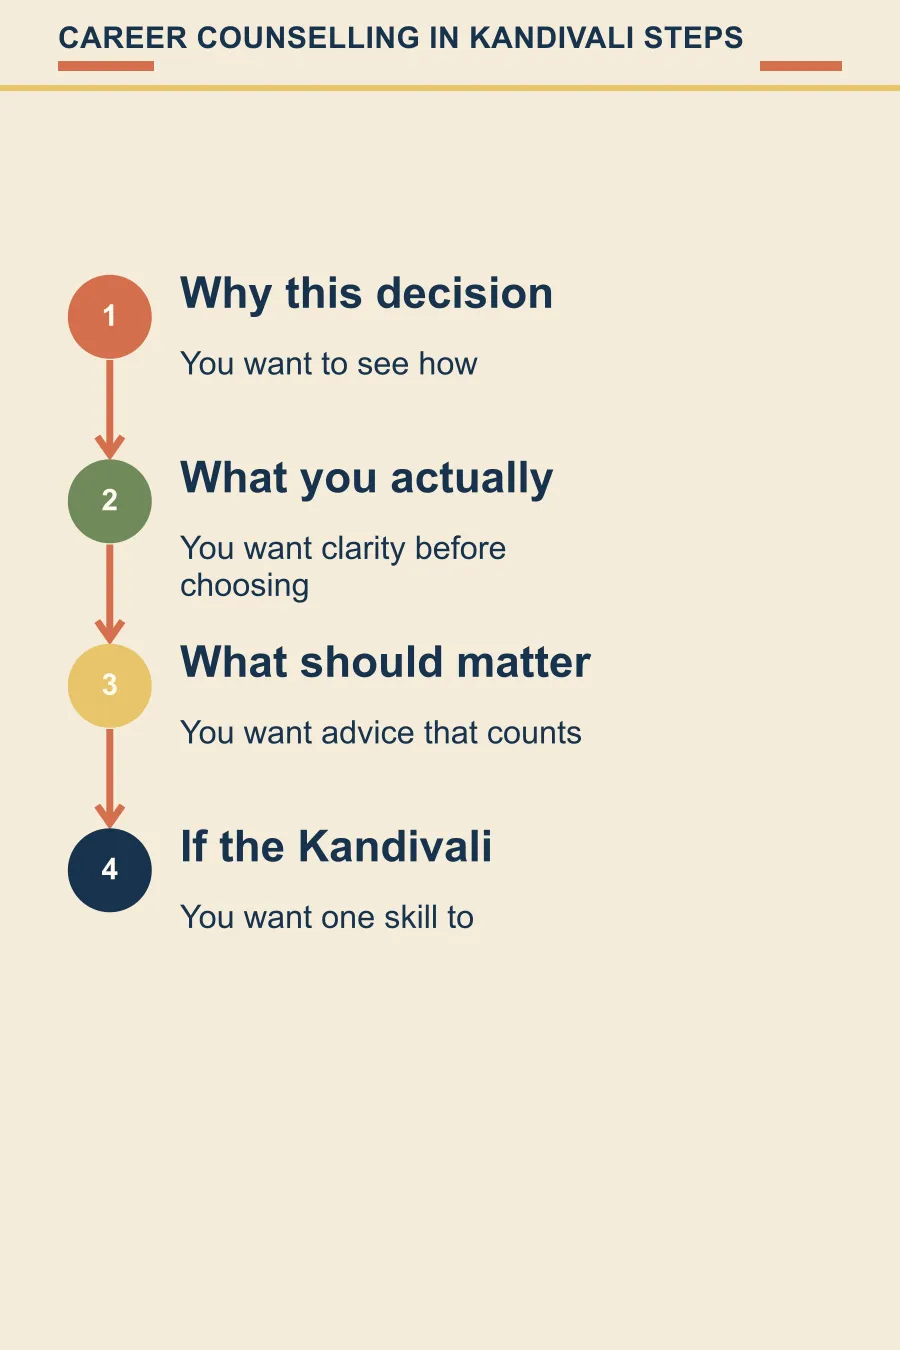 CAREER COUNSELLING IN KANDIVALI STEPS
1
Why this decision
You want to see how
2
What you actually
You want clarity before
choosing
3
What should matter
You want advice that counts
4
If the Kandivali
You want one skill to